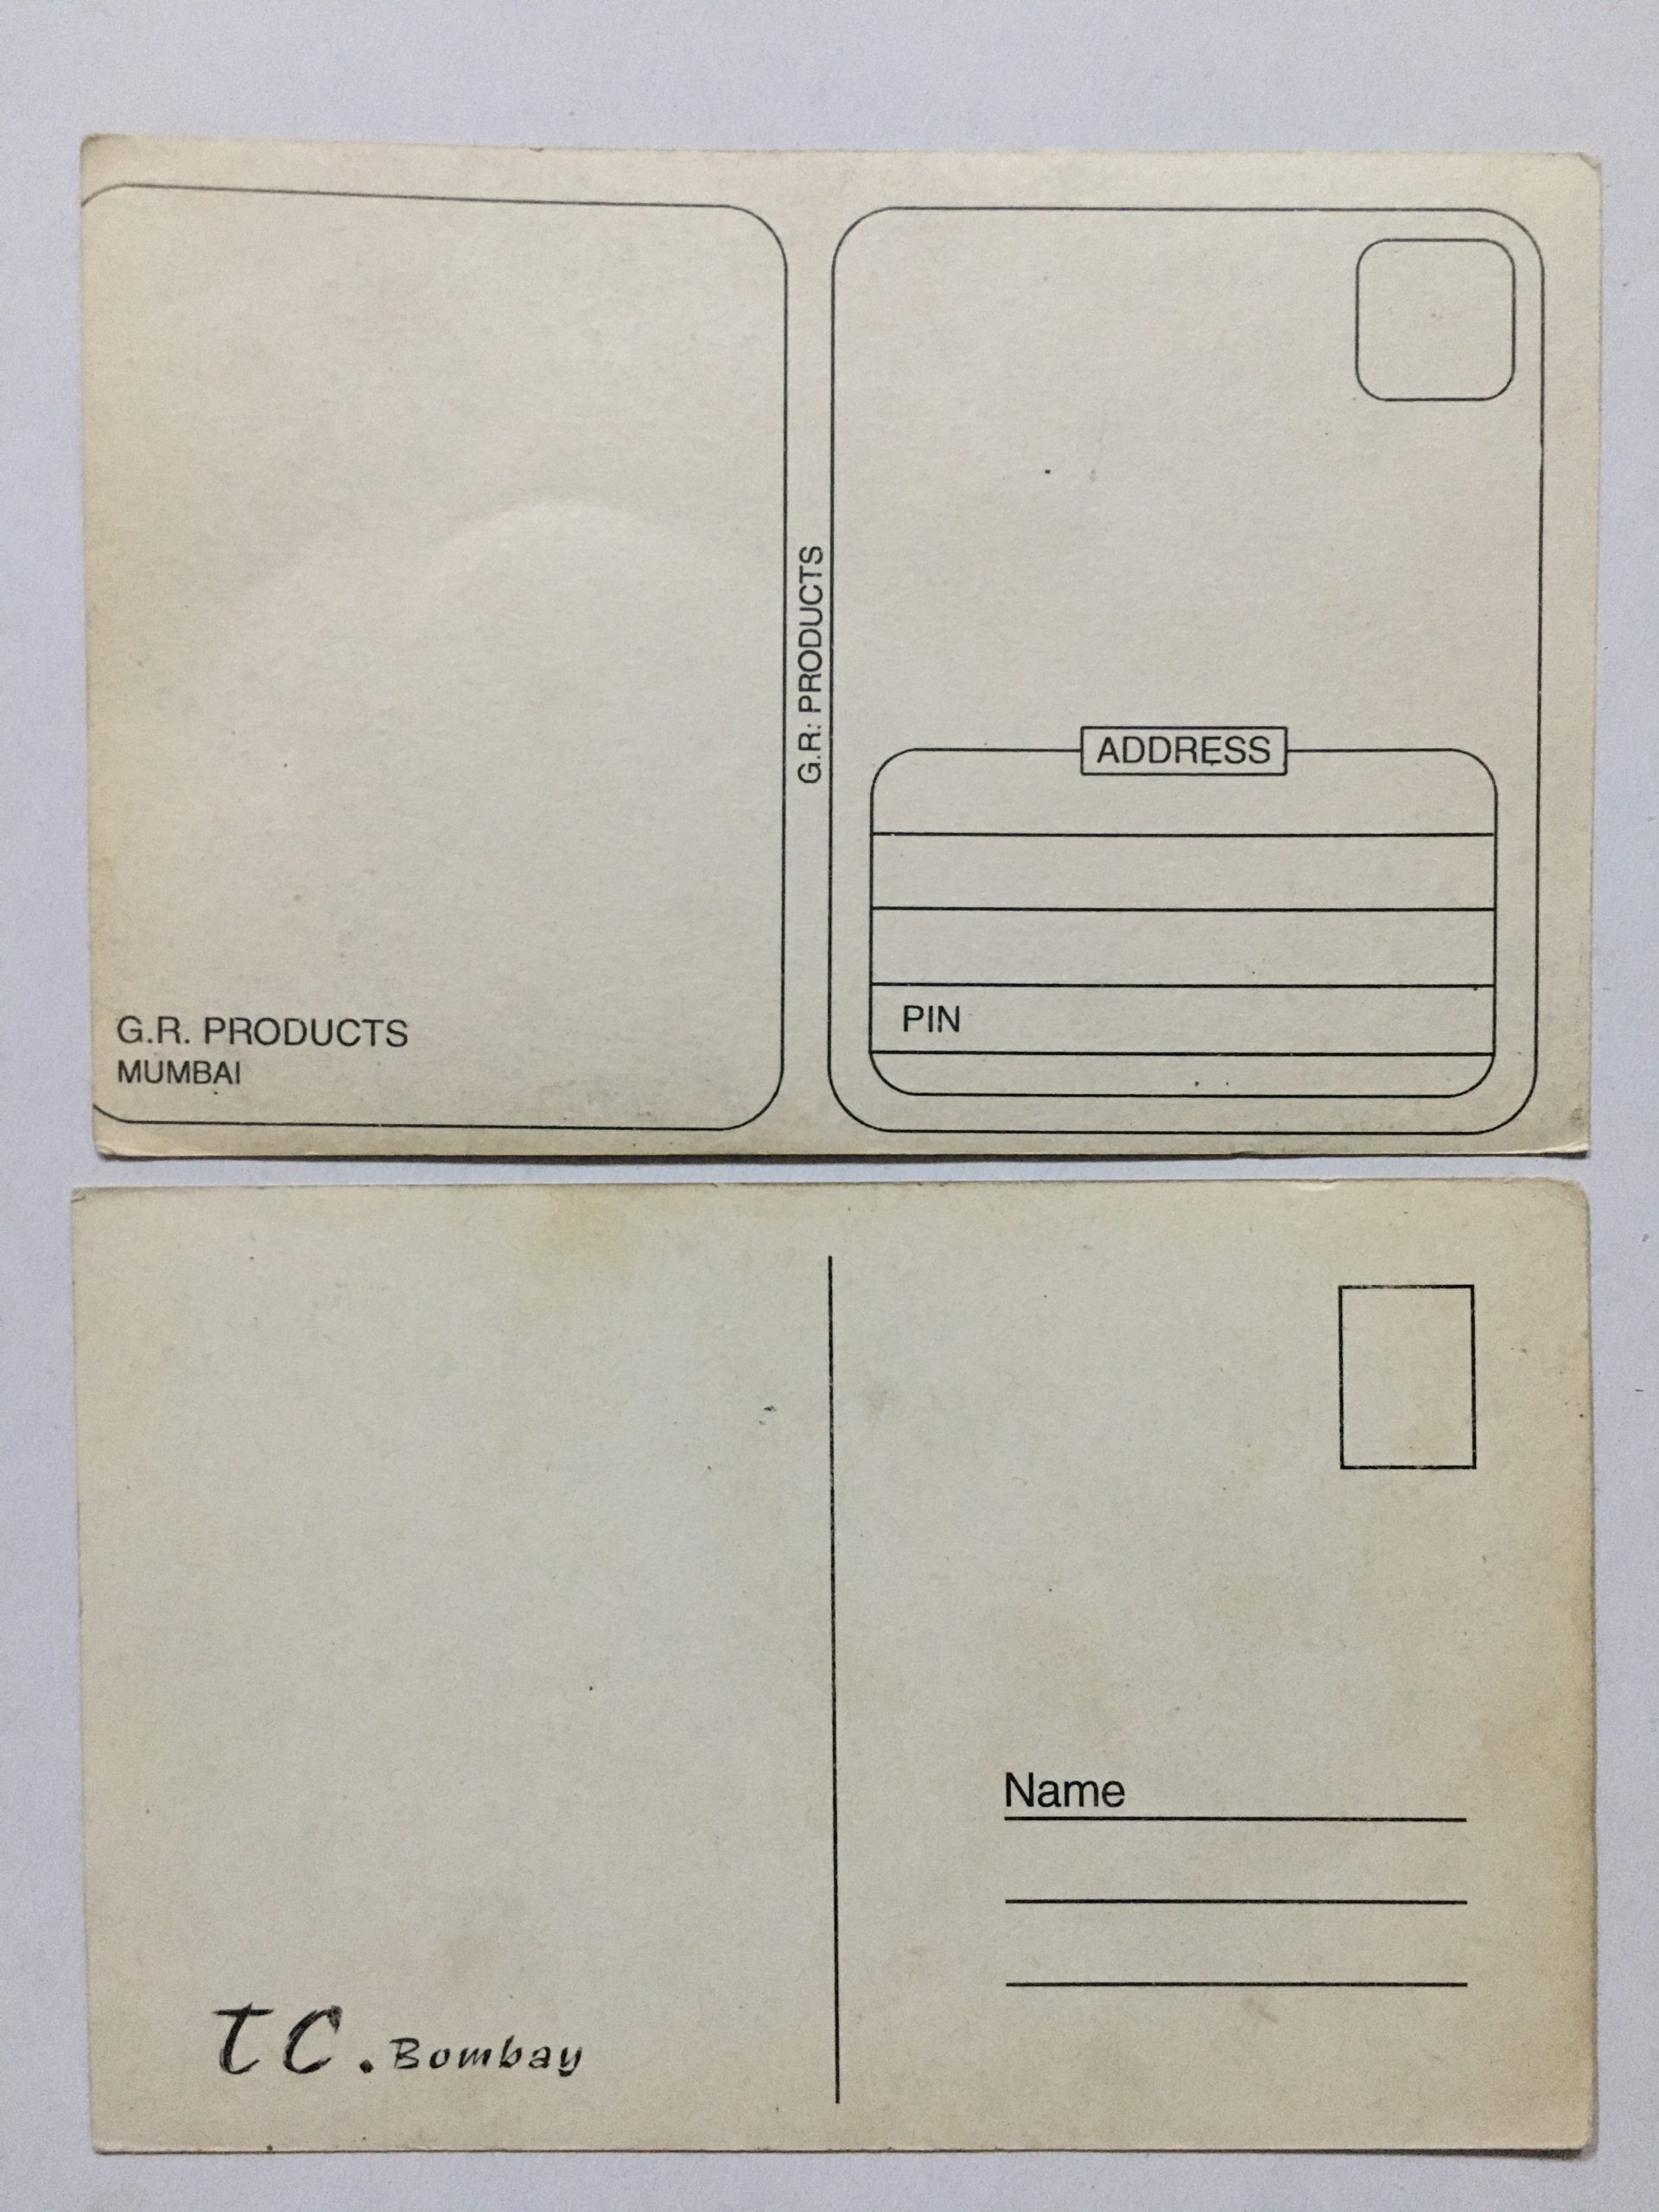 G.R. PRODUCTS
MUMBAI
G.R: PRODUCTS
ADDRESS
PIN
Name
TC. Bombay